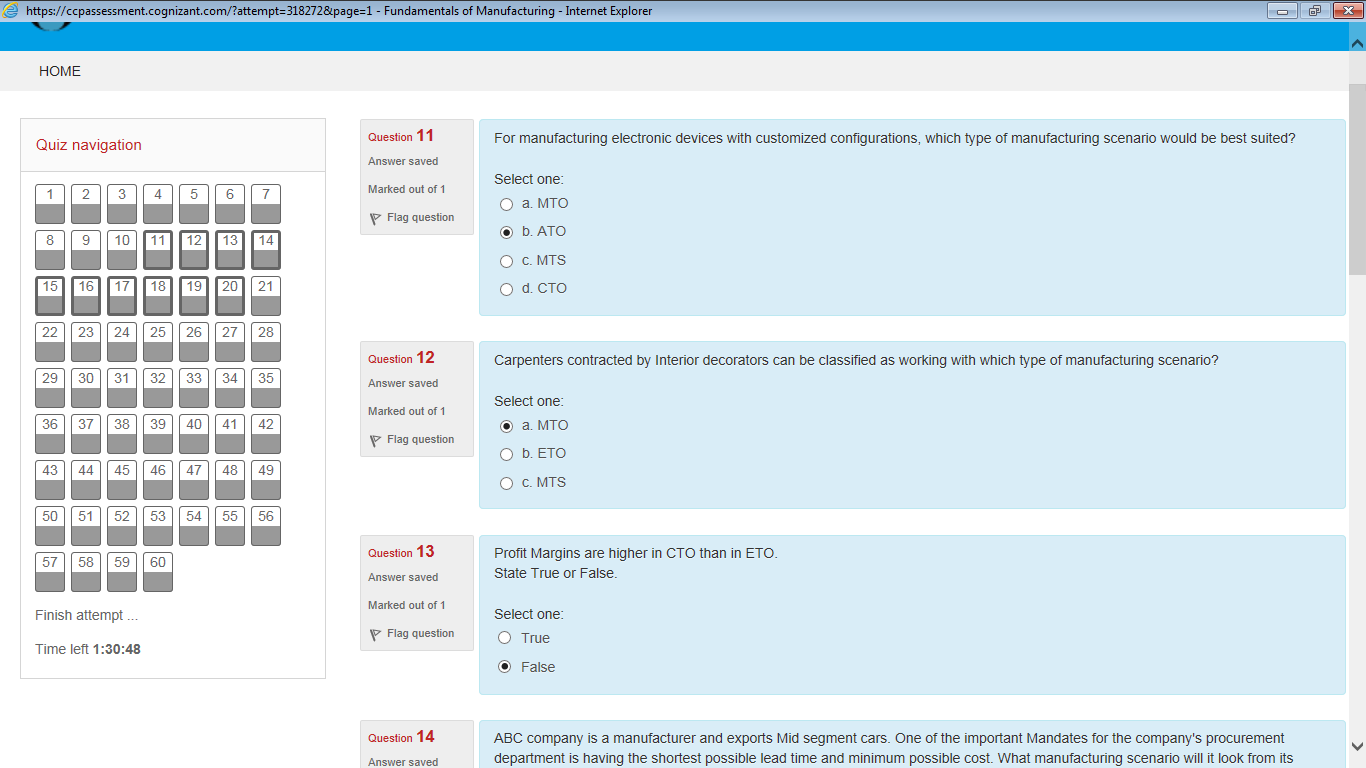 https://ccpassessment.cognizant.com/?attempt=318272&page=1 - Fundamentals of Manufacturing - Internet Explorer
HOME
Quiz navigation
1 2 3 4 5 6 7
8 9 10 11 12 13 14
15 16 17 18 19 20 21
22 23 24 25 26 27 28
29 30 31 32 33 34 35
36 37 38 39 40 41 42
43 44 45 46 47 48 49
50 51 52 53 54 55 56
57 58 59 60
Finish attempt ...
Time left 1:30:48
Question 11
Answer saved
Marked out of 1
Flag question
For manufacturing electronic devices with customized configurations, which type of manufacturing scenario would be best suited?
Select one:
a. MTO
b. ATO
c. MTS
d. CTO
Question 12
Answer saved
Marked out of 1
Flag question
Carpenters contracted by Interior decorators can be classified as working with which type of manufacturing scenario?
Select one:
a. MTO
b. ETO
c. MTS
Question 13
Answer saved
Marked out of 1
Flag question
Profit Margins are higher in CTO than in ETO.
State True or False.
Select one:
True
False
Question 14
Answer saved
ABC company is a manufacturer and exports Mid segment cars. One of the important Mandates for the company's procurement
department is having the shortest possible lead time and minimum possible cost. What manufacturing scenario will it look from its